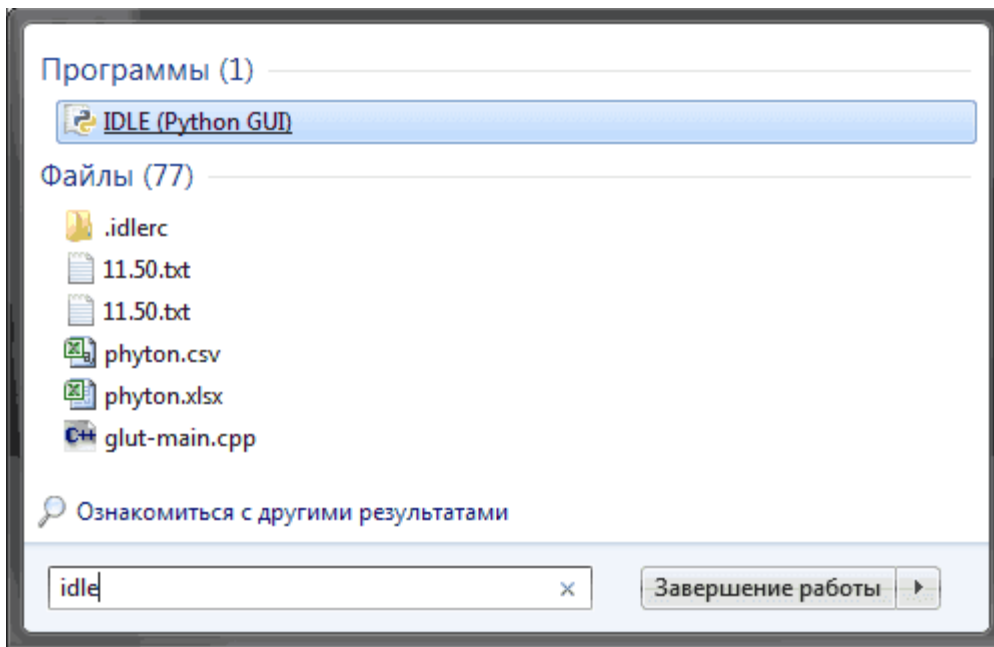 Программы (1)
IDLE (Python GUI)
Файлы (77)
.idlerc
11.50.txt
11.50.txt
phyton.csv
phyton.xlsx
C++ glut-main.cpp
Ознакомиться с другими результатами
idle
Завершение работы